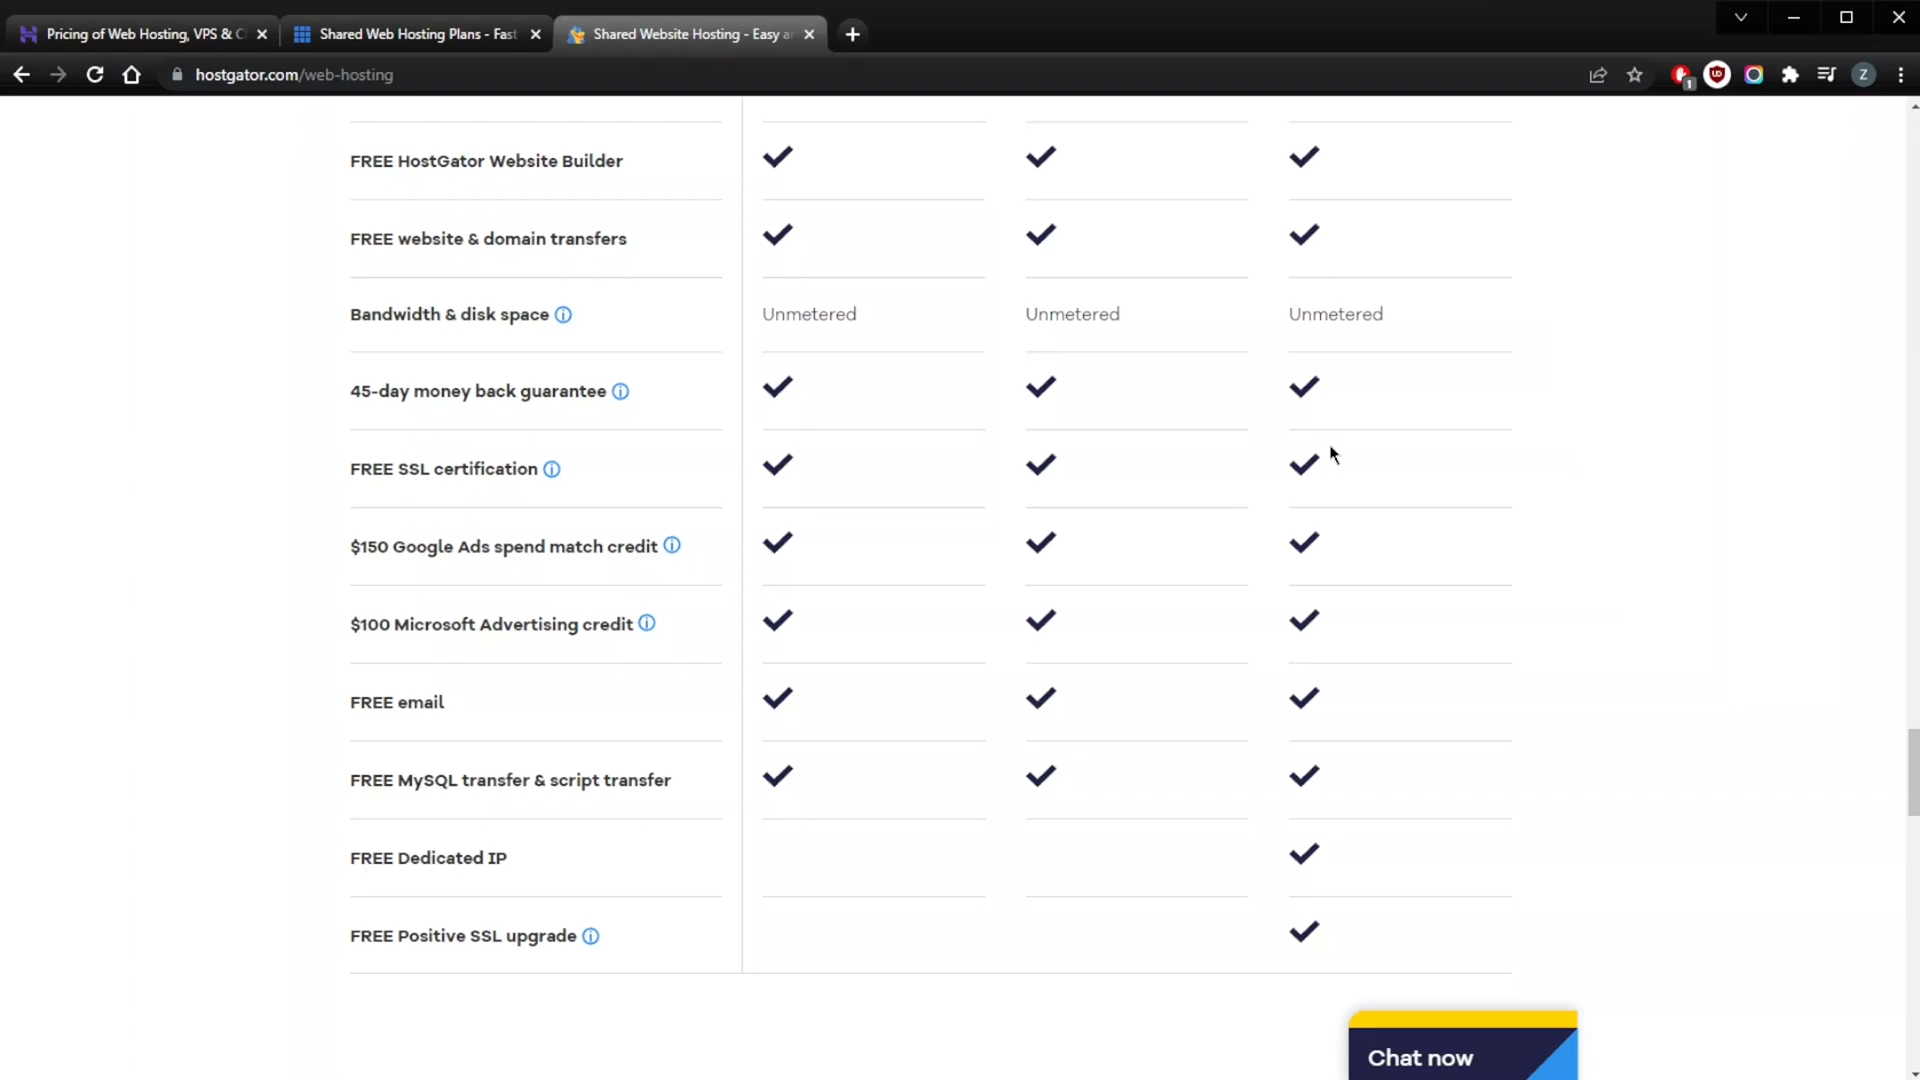 Pricing of Web Hosting, VPS & C
Shared Web Hosting Plans - Fast
Shared Website Hosting - Easy a
hostgator.com/web-hosting
1
Z
FREE HostGator Website Builder
FREE website & domain transfers
Bandwidth & disk space
Unmetered Unmetered Unmetered
45-day money back guarantee
FREE SSL certification
$150 Google Ads spend match credit
$100 Microsoft Advertising credit
FREE email
FREE MySQL transfer & script transfer
FREE Dedicated IP
FREE Positive SSL upgrade
Chat now